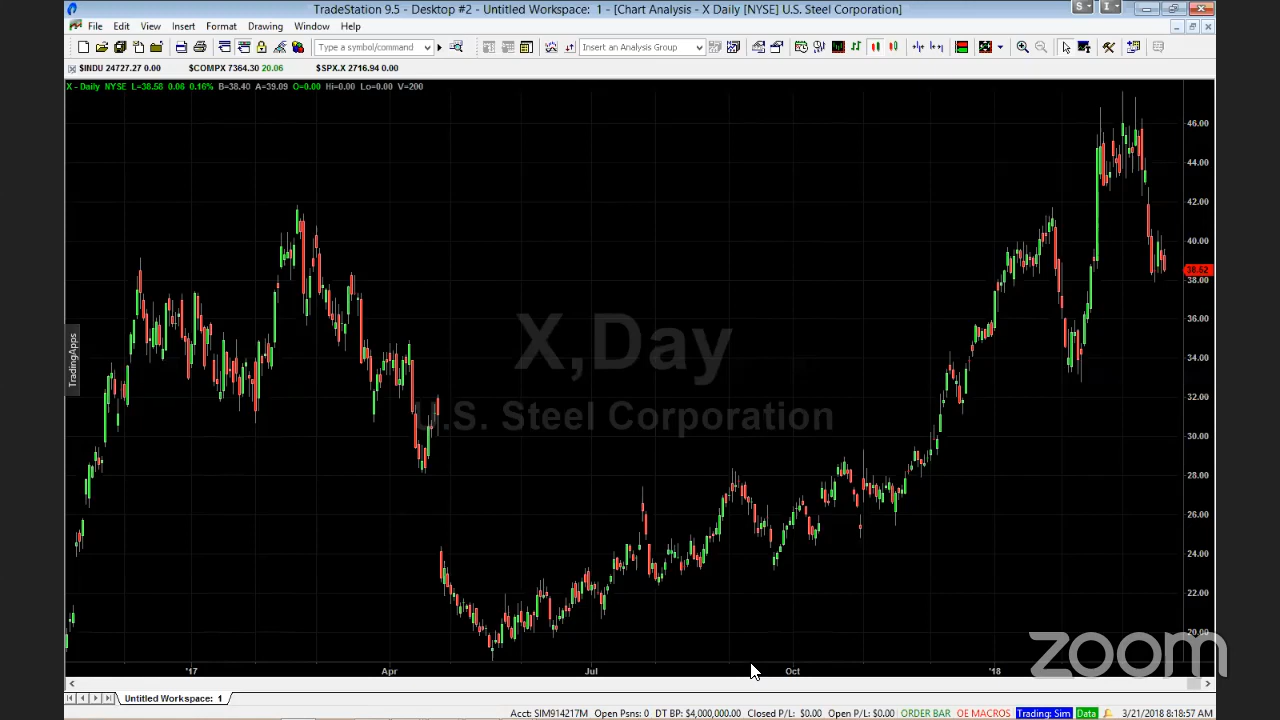 TradeStation 9.5 - Desktop #2 - Untitled Workspace: 1 - [Chart Analysis - X Daily [NYSE] U.S. Steel Corporation]
S I
File Edit View Insert Format Drawing Window Help
Type a symbol/command Insert an Analysis Group
$INDU 24727.27 0.00 $COMPX 7364.30 20.06 $SPX.X 2716.94 0.00
X - Daily NYSE L=38.58 0.06 0.16% B=38.40 A=39.09 O=0.00 Hi=0.00 Lo=0.00 V=200
46.00
44.00
42.00
40.00
38.52
38.00
36.00
34.00
32.00
30.00
28.00
26.00
24.00
22.00
20.00
TradingApps
X,Day
U.S. Steel Corporation
'17 Apr Jul Oct '18
zoom
Untitled Workspace: 1
Acct: SIM914217M Open Psns: 0 DT BP: $4,000,000.00 Closed P/L: $0.00 Open P/L: $0.00 ORDER BAR OE MACROS Trading: Sim Data 3/21/2018 8:18:57 AM